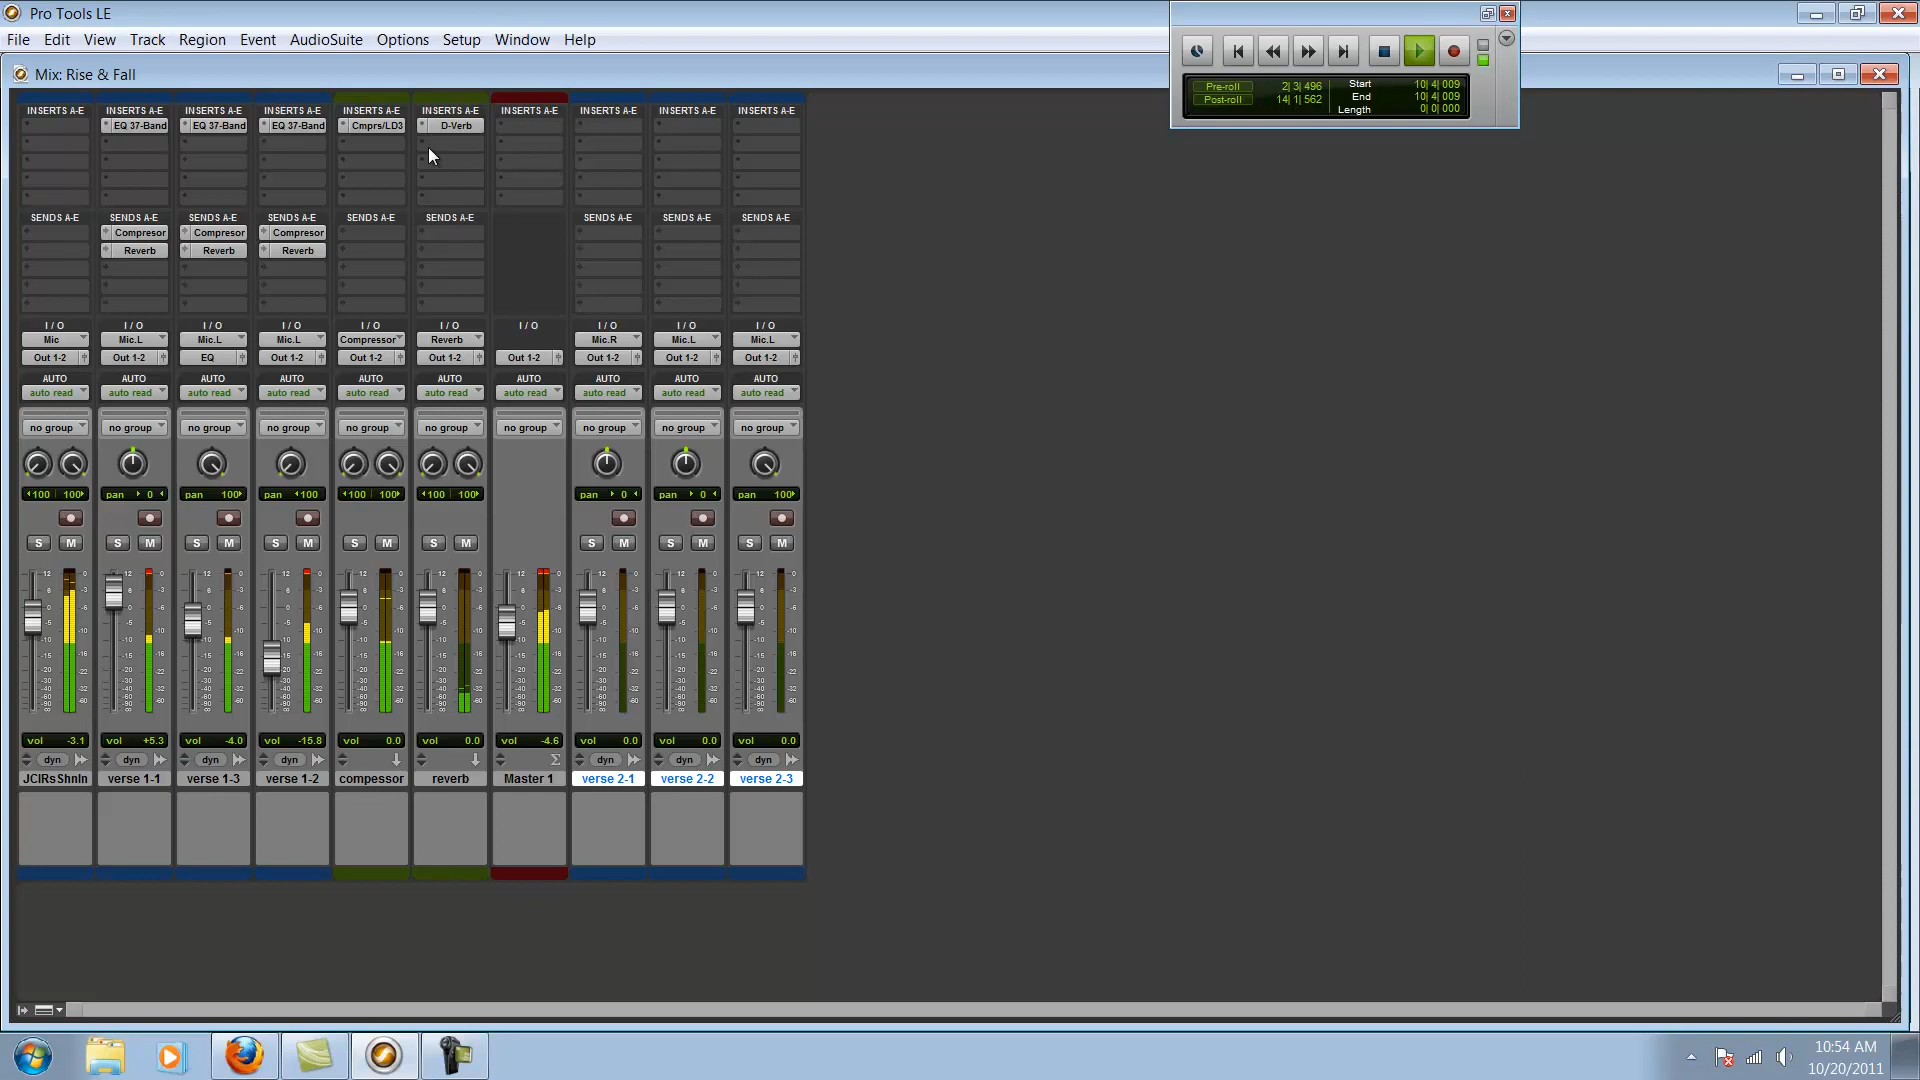 Pro Tools LE
File Edit View Track Region Event AudioSuite Options Setup Window Help
Mix: Rise & Fall
Pre-roll 2| 3| 496 Start 10| 4| 009
Post-roll 14| 1| 562 End 10| 4| 009
Length 0| 0| 000
INSERTS A-E INSERTS A-E INSERTS A-E INSERTS A-E INSERTS A-E INSERTS A-E INSERTS A-E INSERTS A-E INSERTS A-E INSERTS A-E
EQ 37-Band EQ 37-Band EQ 37-Band Cmprs/LD3 D-Verb
SENDS A-E SENDS A-E SENDS A-E SENDS A-E SENDS A-E SENDS A-E SENDS A-E SENDS A-E SENDS A-E
Compresor Compresor Compresor
Reverb Reverb Reverb
I / O I / O I / O I / O I / O I / O I / O I / O I / O I / O
Mic Mic.L Mic.L Mic.L Compressor Reverb Mic.R Mic.L Mic.L
Out 1-2 Out 1-2 EQ Out 1-2 Out 1-2 Out 1-2 Out 1-2 Out 1-2 Out 1-2 Out 1-2
AUTO AUTO AUTO AUTO AUTO AUTO AUTO AUTO AUTO AUTO
auto read auto read auto read auto read auto read auto read auto read auto read auto read auto read
no group no group no group no group no group no group no group no group no group no group
100 100 pan 0 pan 100 pan 100 100 100 100 100 pan 0 pan 0 pan 100
S M S M S M S M S M S M S M S M S M
vol -3.1 vol +5.3 vol -4.0 vol -15.8 vol 0.0 vol 0.0 vol -4.6 vol 0.0 vol 0.0 vol 0.0
dyn dyn dyn dyn Σ dyn dyn dyn
JCIRsShnIn verse 1-1 verse 1-3 verse 1-2 compessor reverb Master 1 verse 2-1 verse 2-2 verse 2-3
10:54 AM
10/20/2011